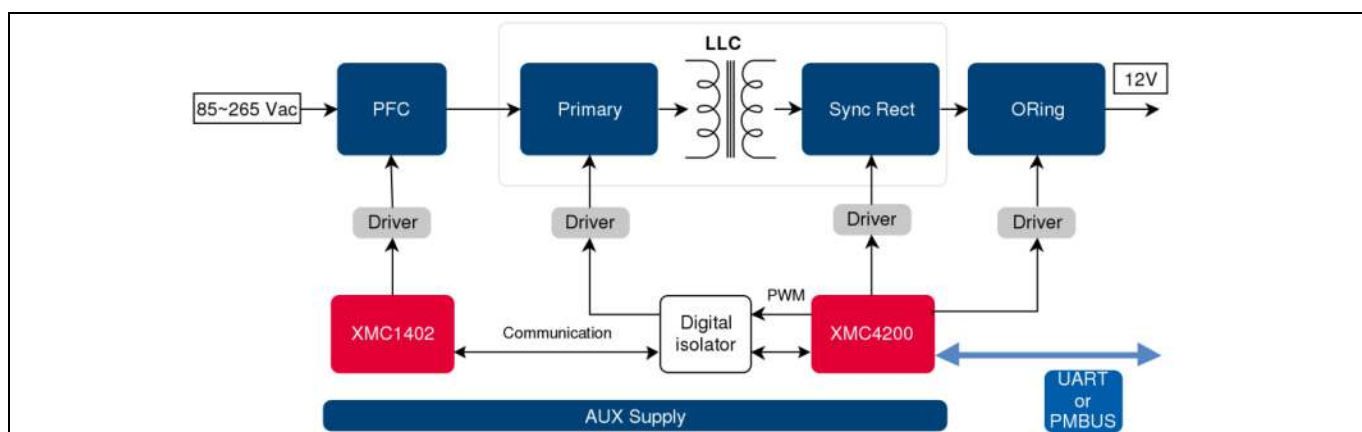 LLC
12V
85~265 Vac
PFC
Primary
Sync Rect
ORing
Driver
Driver
Driver
Driver
PWM
XMC1402
Communication
Digital
isolator
XMC4200
UART
or
PMBUS
AUX Supply